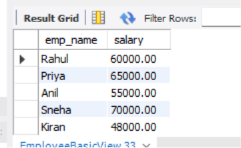 Result Grid Filter Rows:
emp_name salary
Rahul 60000.00
Priya 65000.00
Anil 55000.00
Sneha 70000.00
Kiran 48000.00
EmployeeBasicView 33